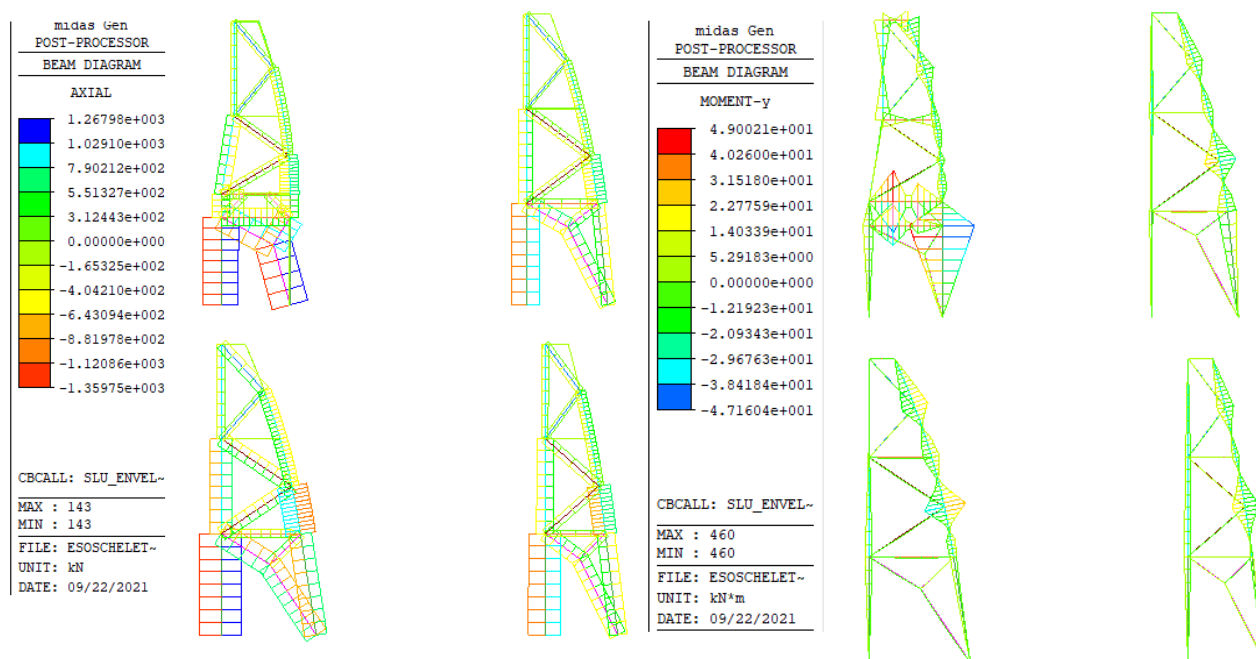 midas Gen
POST-PROCESSOR
BEAM DIAGRAM
AXIAL
1.26798e+003
1.02910e+003
7.90212e+002
5.51327e+002
3.12443e+002
0.00000e+000
-1.65325e+002
-4.04210e+002
-6.43094e+002
-8.81978e+002
-1.12086e+003
-1.35975e+003
CBCALL: SLU_ENVEL~
MAX : 143
MIN : 143
FILE: ESOSCHELET~
UNIT: kN
DATE: 09/22/2021
midas Gen
POST-PROCESSOR
BEAM DIAGRAM
MOMENT-y
4.90021e+001
4.02600e+001
3.15180e+001
2.27759e+001
1.40339e+001
5.29183e+000
0.00000e+000
-1.21923e+001
-2.09343e+001
-2.96763e+001
-3.84184e+001
-4.71604e+001
CBCALL: SLU_ENVEL~
MAX : 460
MIN : 460
FILE: ESOSCHELET~
UNIT: kN*m
DATE: 09/22/2021